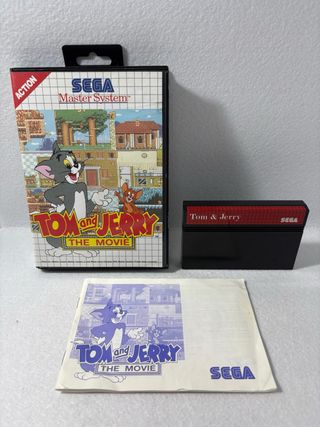 ACTION
SEGA
Master System
TOM and JERRY
THE MOVIE
Tom & Jerry
SEGA
TOM and JERRY
THE MOVIE
SEGA